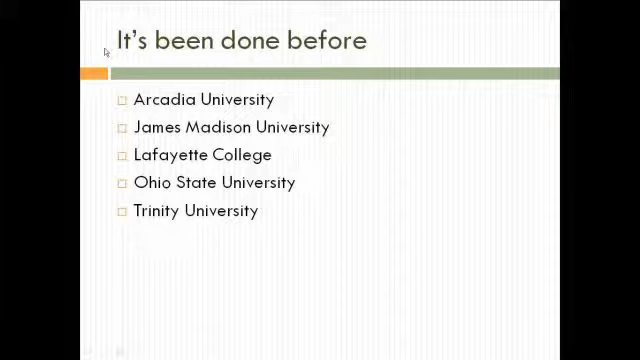 It's been done before
Arcadia University
James Madison University
Lafayette College
Ohio State University
Trinity University